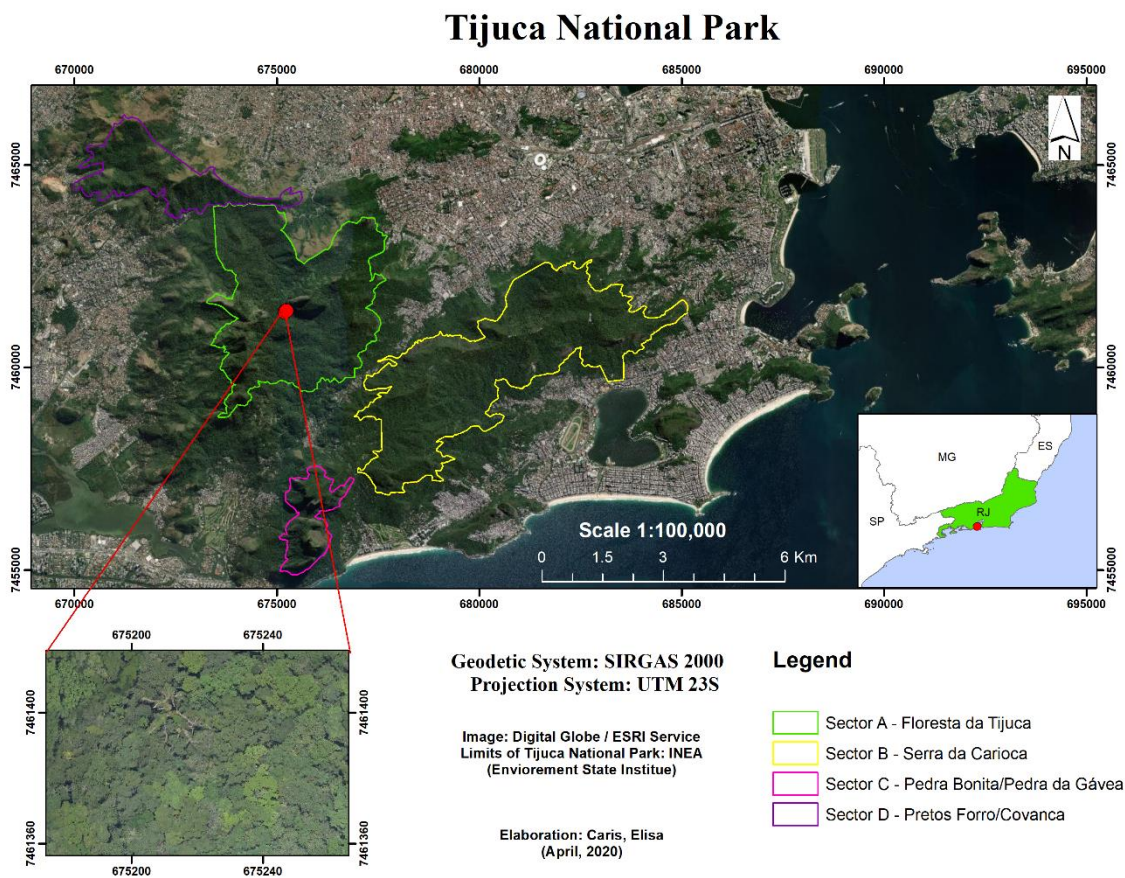 Tijuca National Park
670000 675000 680000 685000 690000 695000
7465000 7465000
7460000 7460000
7455000 7455000
N
MG
ES
RJ
SP
Scale 1:100,000
0 1.5 3 6 Km
670000 675000 680000 685000 690000 695000
675200 675240
7461400 7461400
7461360 7461360
675200 675240
Geodetic System: SIRGAS 2000
Projection System: UTM 23S
Image: Digital Globe / ESRI Service
Limits of Tijuca National Park: INEA
(Enviorement State Institue)
Elaboration: Caris, Elisa
(April, 2020)
Legend
Sector A - Floresta da Tijuca
Sector B - Serra da Carioca
Sector C - Pedra Bonita/Pedra da Gávea
Sector D - Pretos Forro/Covanca